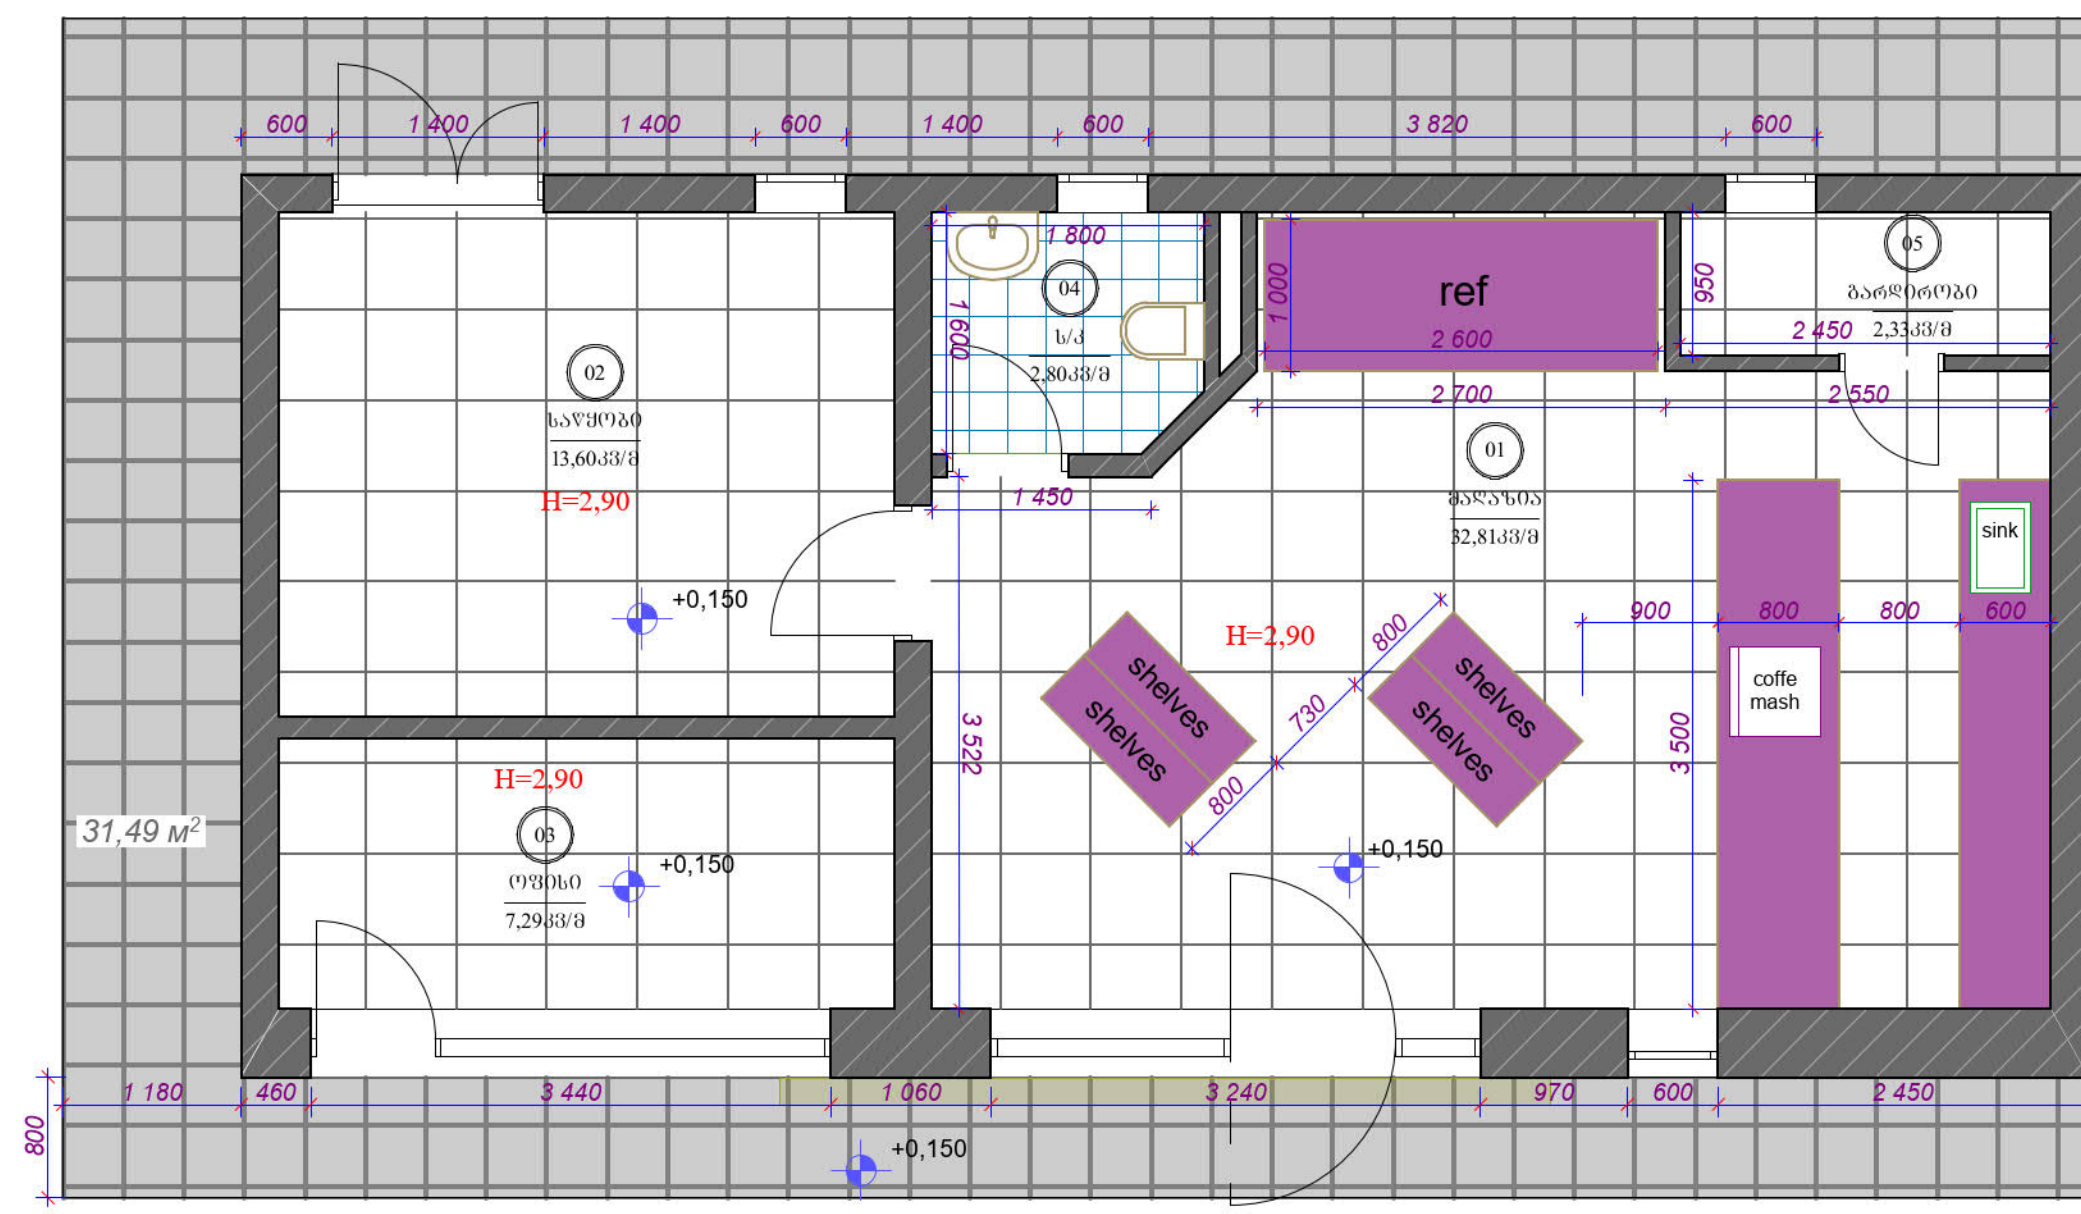 600 1 400 1 400 600 1 400 600 3 820 600
1 800
04
ს/კ
2,80კვ/მ
1 600
1 000
ref
2 600
2 700
950
05
გარდირობი
2,33კვ/მ
2 450
2 550
02
საწყობი
13,60კვ/მ
H=2,90
+0,150
1 450
01
მაღაზია
32,81კვ/მ
H=2,90
sink
900 800 800 600
shelves
shelves
800
730
800
shelves
shelves
coffe
mash
3 522
3 500
H=2,90
03
ოფისი
7,29კვ/მ
+0,150
+0,150
31,49 м²
1 180 460 3 440 1 060 3 240 970 600 2 450
800
+0,150